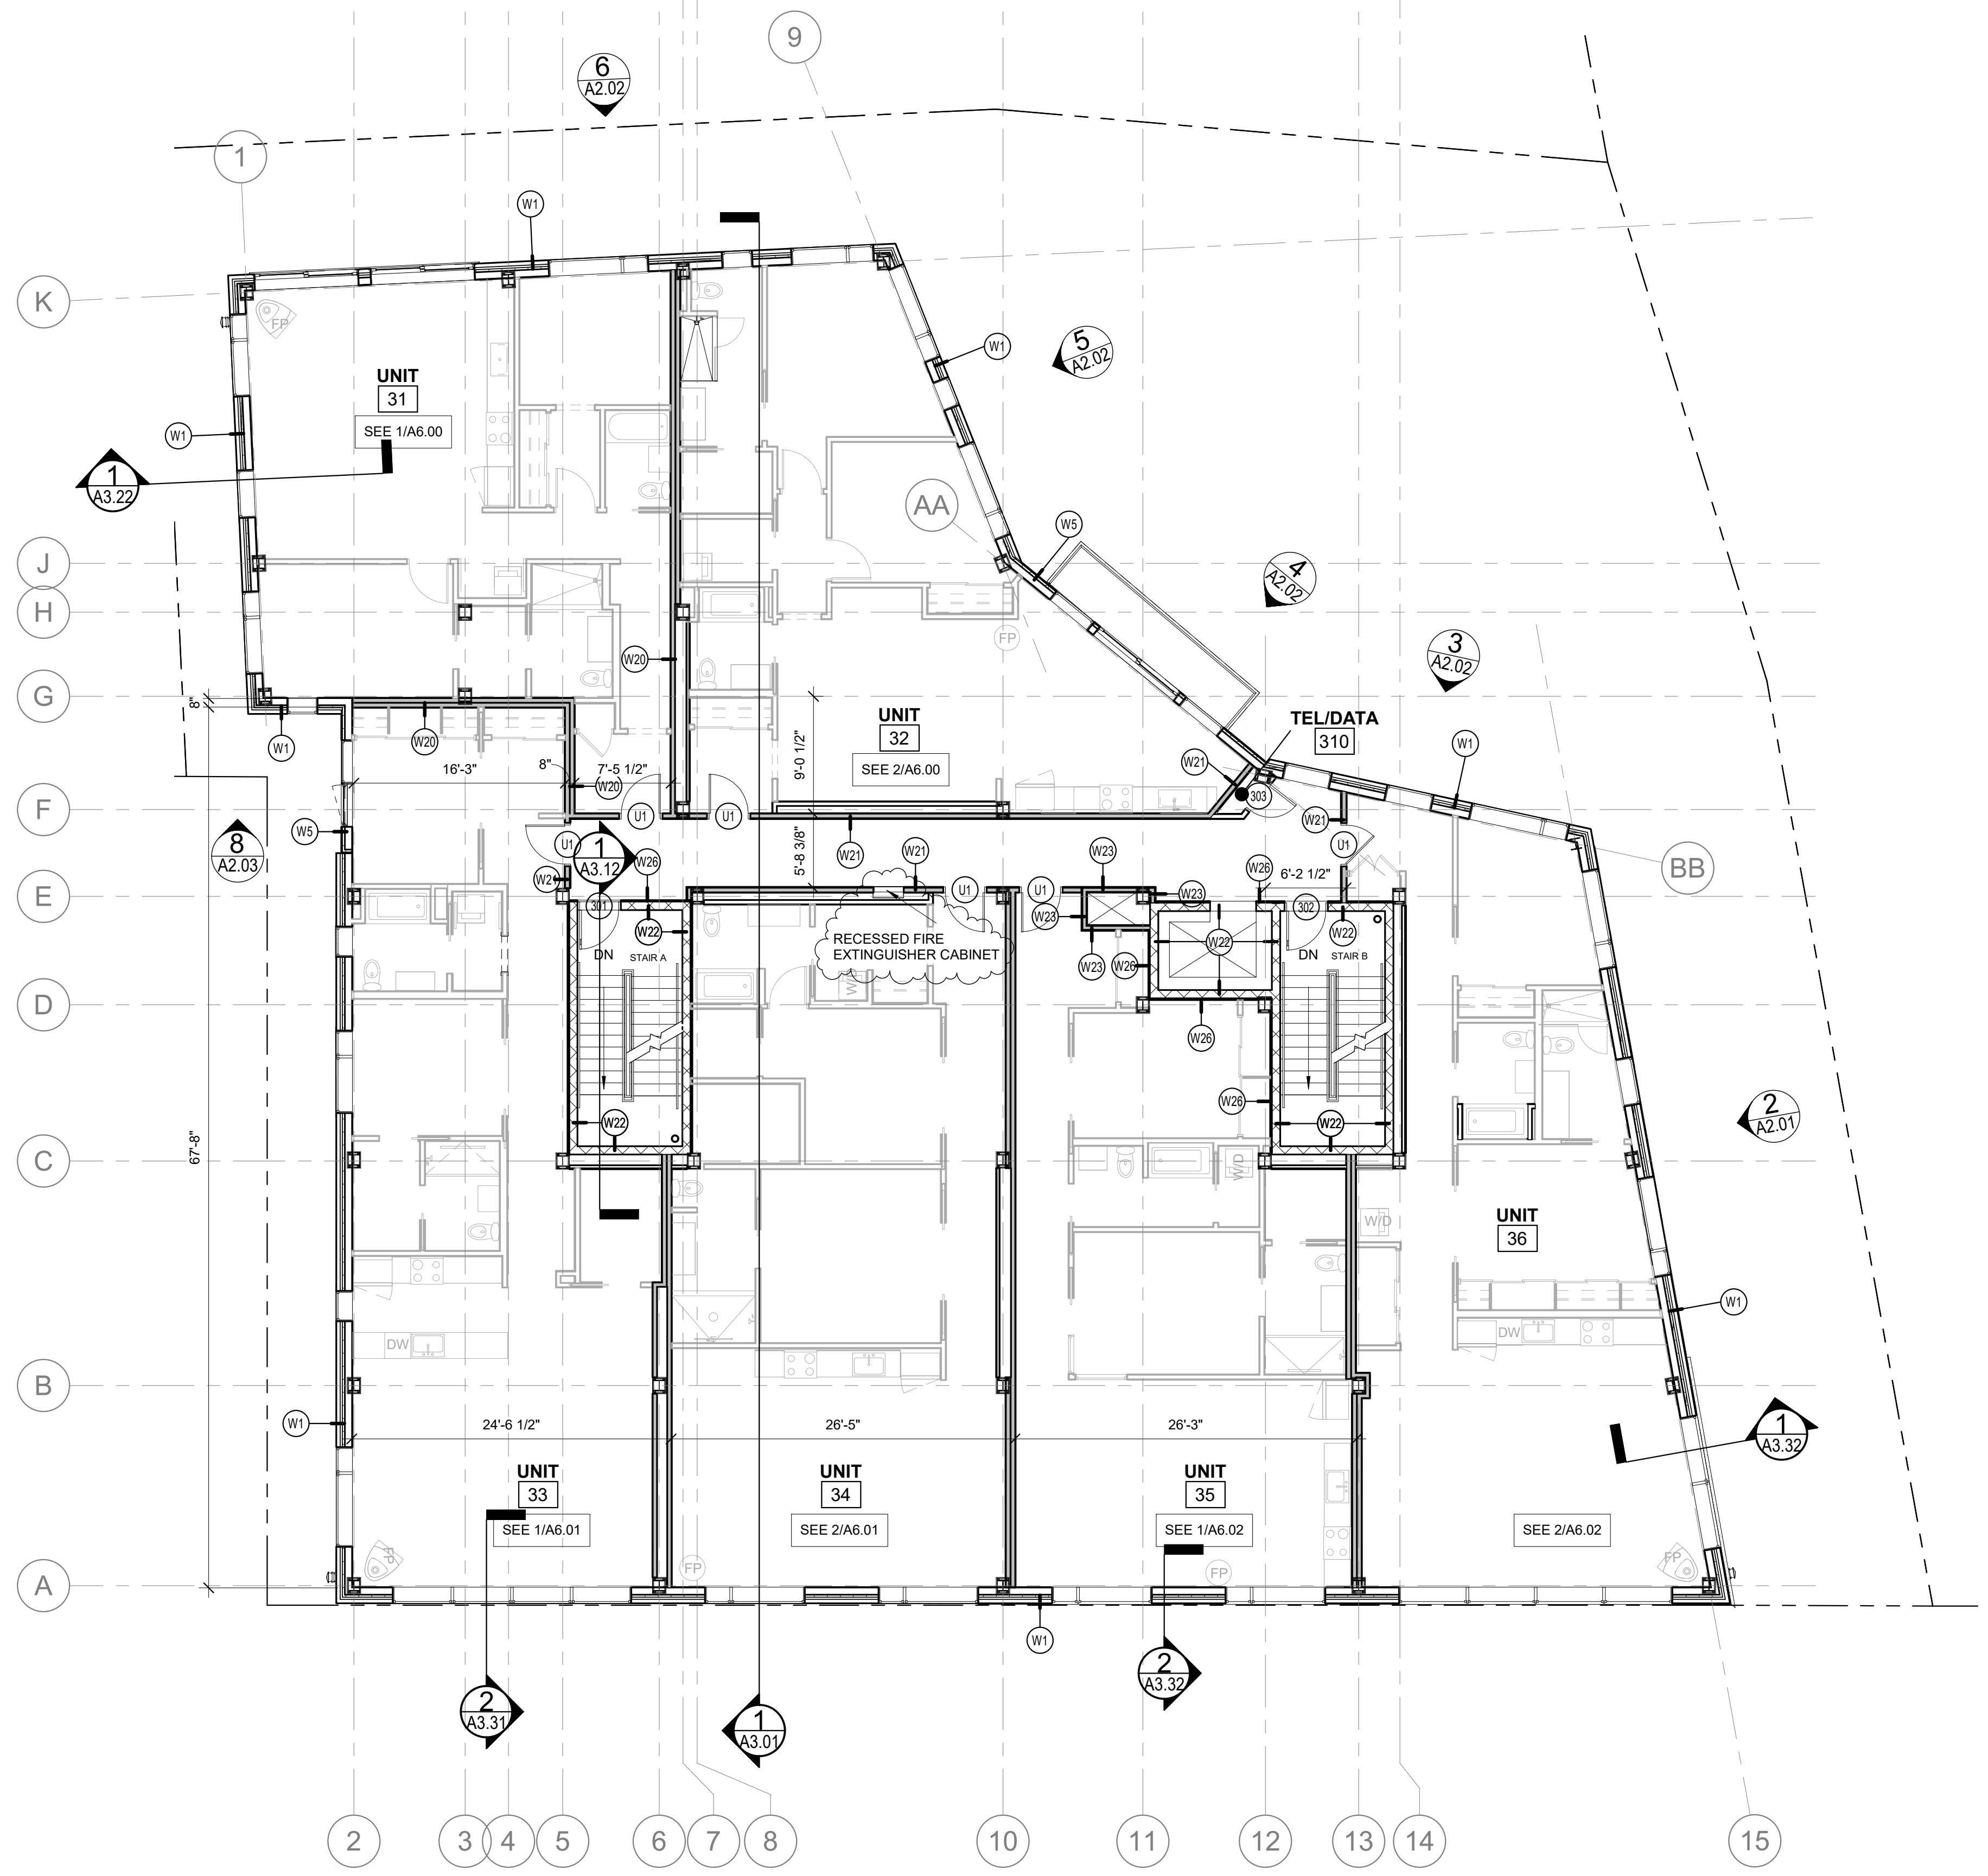 9
6
A2.02
1
W1
K
FP
5
A2.02
W1
UNIT
31
SEE 1/A6.00
W1
1
A3.22
AA
W5
J
4
A2.02
H
FP
3
A2.02
W20
G
8"
W1
W20
UNIT
32
SEE 2/A6.00
9'-0 1/2"
TEL/DATA
310
W1
W21
16'-3"
8"
7'-5 1/2"
W20
303
F
U1
U1
W21
W5
8
A2.03
U1
1
A3.12
W26
W21
5'-8 3/8"
W21
W21
W23
W26
U1
6'-2 1/2"
BB
E
301
U1
U1
W23
W23
302
W22
W22
W22
DN
STAIR A
RECESSED FIRE
EXTINGUISHER CABINET
W23
W26
DN
STAIR B
W/D
D
W26
W26
2
A2.01
W22
W22
C
67'-8"
W/D
W/D
UNIT
36
W1
DW
DW
B
W1
24'-6 1/2"
26'-5"
26'-3"
1
A3.32
UNIT
33
SEE 1/A6.01
UNIT
34
SEE 2/A6.01
UNIT
35
SEE 1/A6.02
SEE 2/A6.02
FP
FP
FP
FP
A
W1
2
A3.31
1
A3.01
2
A3.32
2
3
4
5
6
7
8
10
11
12
13
14
15